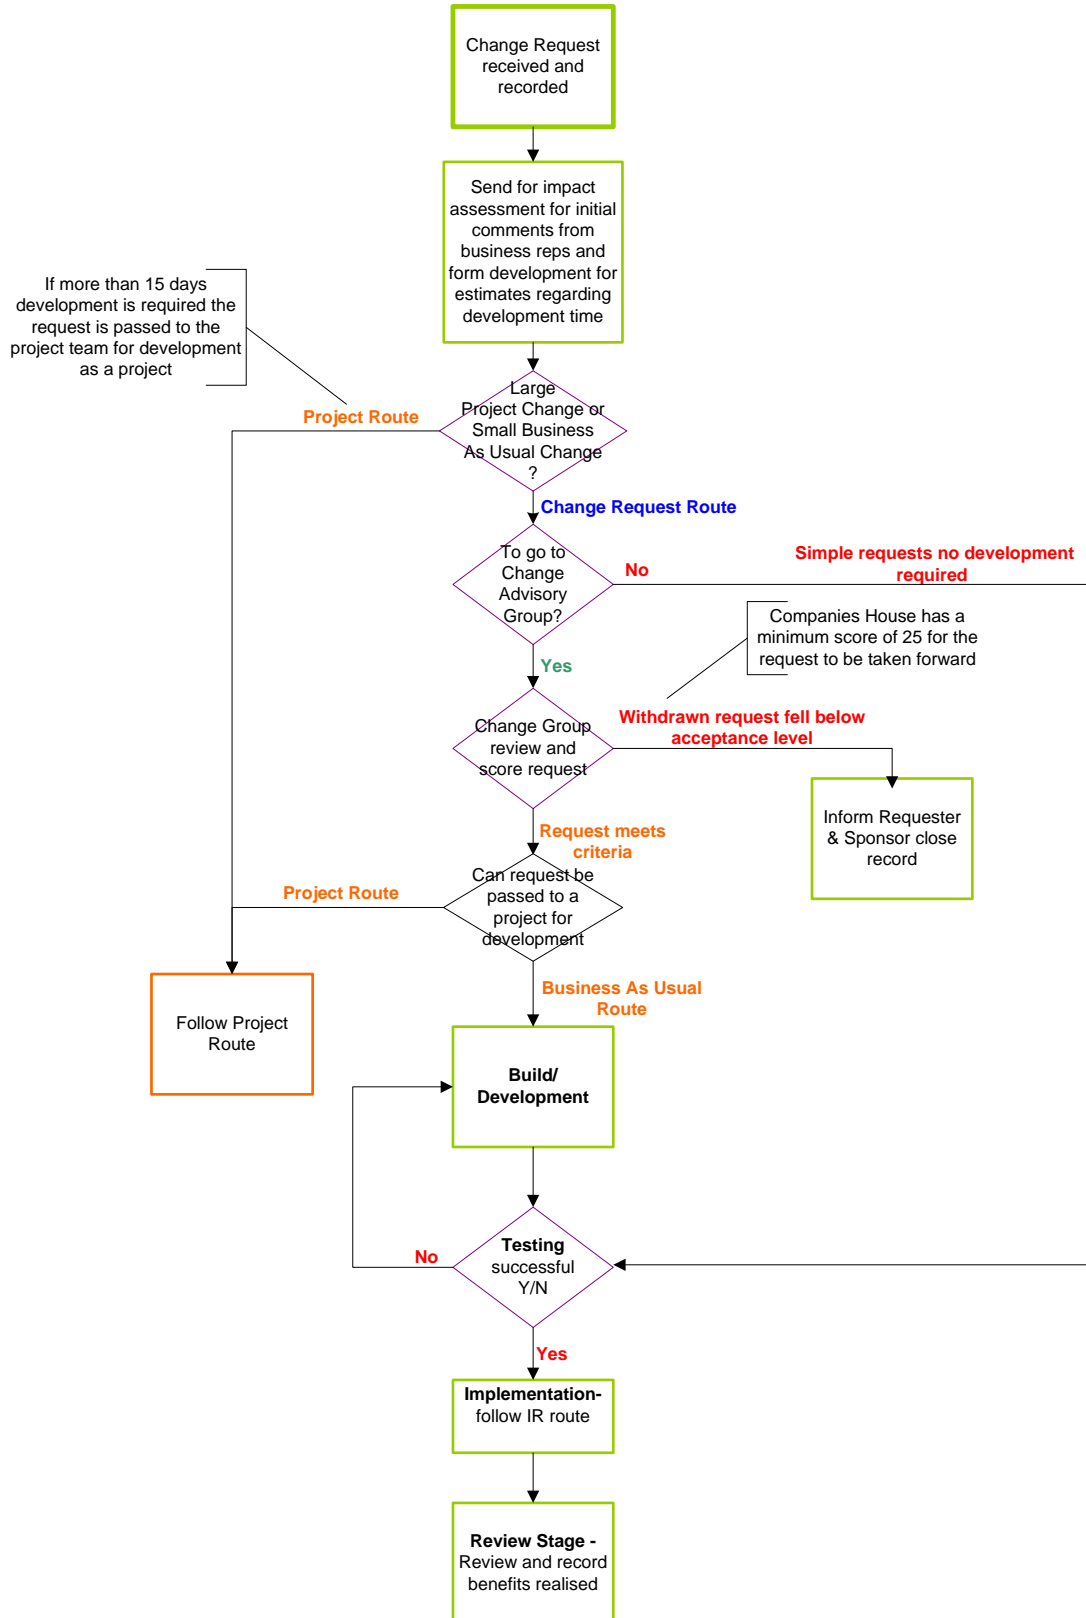 Change Request
received and
recorded
Send for impact
assessment for initial
comments from
business reps and
form development for
estimates regarding
development time
If more than 15 days
development is required the
request is passed to the
project team for development
as a project
Large
Project Change or
Small Business
As Usual Change
?
Project Route
Change Request Route
To go to
Change
Advisory
Group?
No
Simple requests no development
required
Yes
Companies House has a
minimum score of 25 for the
request to be taken forward
Change Group
review and
score request
Withdrawn request fell below
acceptance level
Inform Requester
& Sponsor close
record
Request meets
criteria
Can request be
passed to a
project for
development
Project Route
Follow Project
Route
Business As Usual
Route
Build/
Development
Testing
successful
Y/N
No
Yes
Implementation-
follow IR route
Review Stage -
Review and record
benefits realised